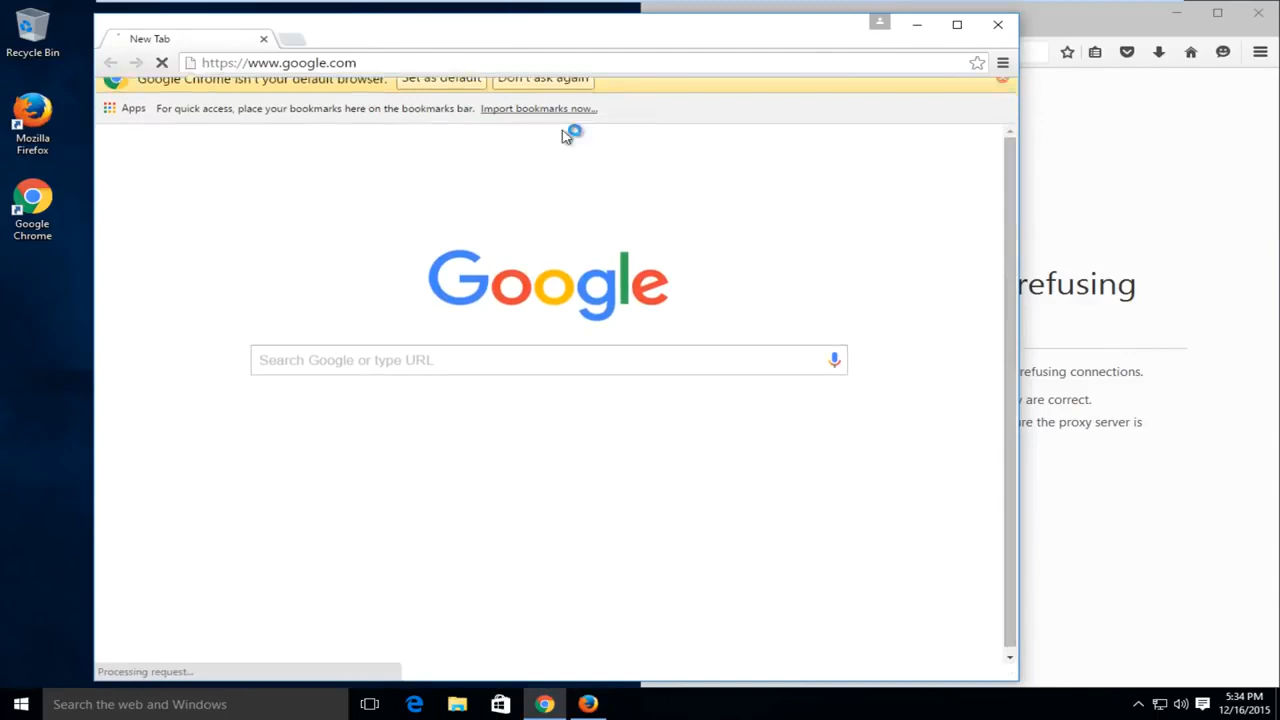 Recycle Bin
Mozilla
Firefox
Google
Chrome
New Tab
https://www.google.com
Google Chrome isn't your default browser. Set as default Don't ask again
Apps For quick access, place your bookmarks here on the bookmarks bar. Import bookmarks now...
Google
Search Google or type URL
Processing request...
refusing
refusing connections.
are correct.
the proxy server is
Search the web and Windows
5:34 PM
12/16/2015